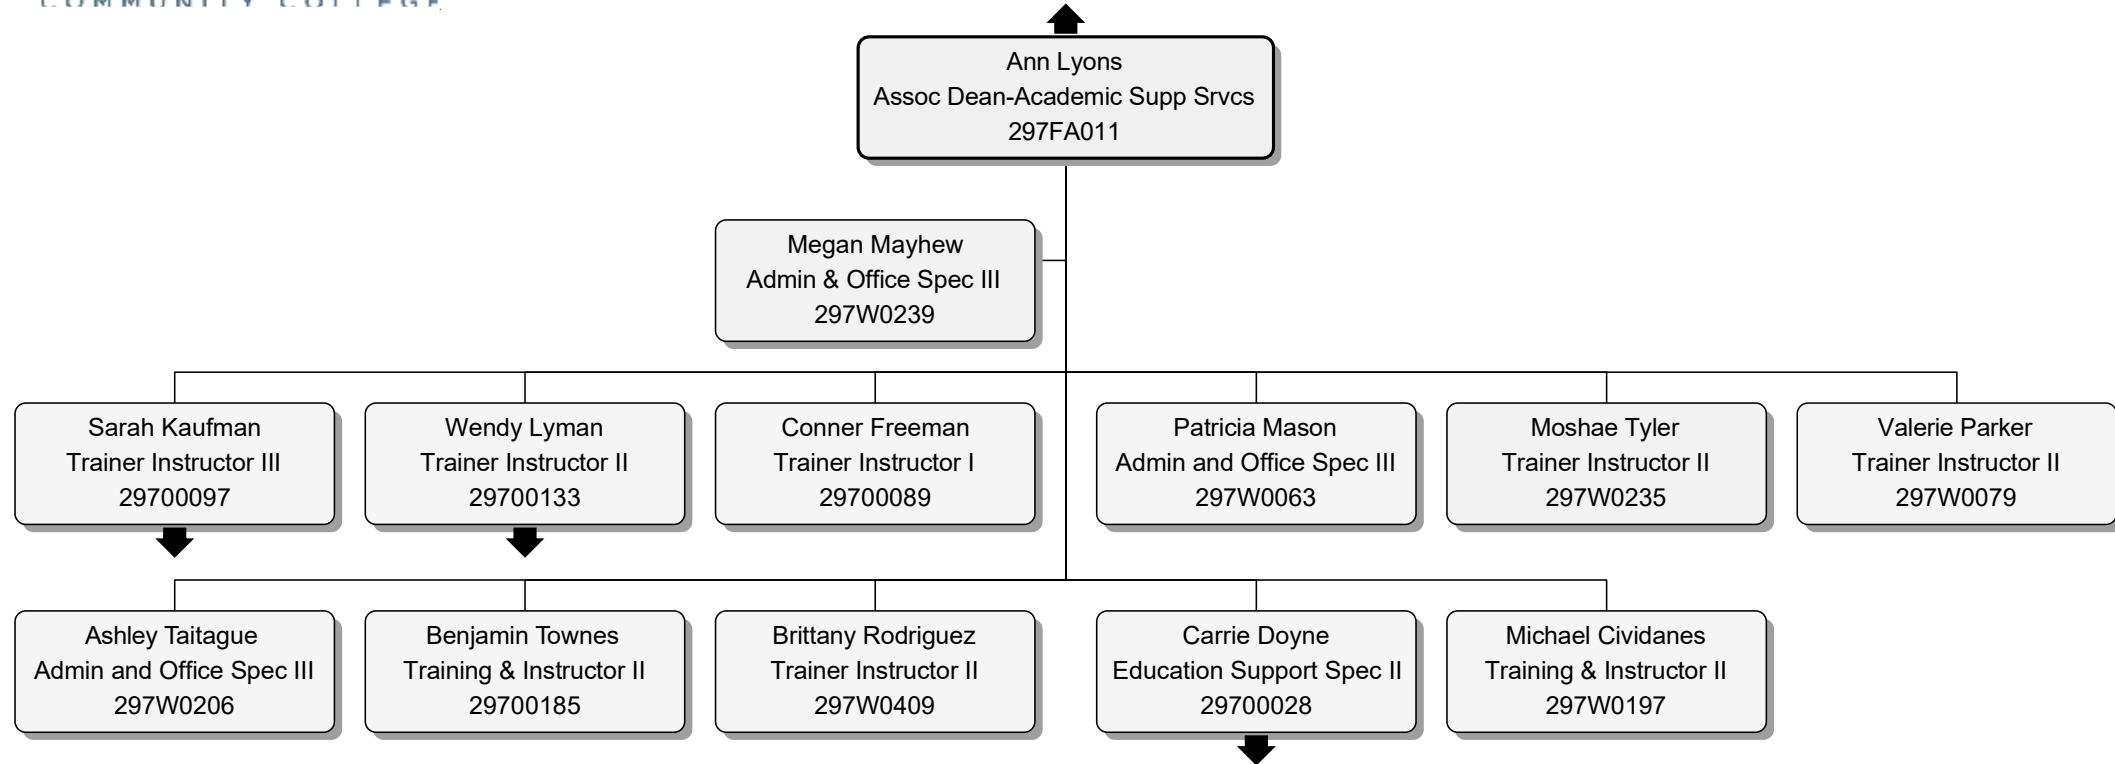 COMMUNITY COLLEGE
Ann Lyons
Assoc Dean-Academic Supp Srvcs
297FA011
Megan Mayhew
Admin & Office Spec III
297W0239
Sarah Kaufman
Trainer Instructor III
29700097
Wendy Lyman
Trainer Instructor II
29700133
Conner Freeman
Trainer Instructor I
29700089
Patricia Mason
Admin and Office Spec III
297W0063
Moshae Tyler
Trainer Instructor II
297W0235
Valerie Parker
Trainer Instructor II
297W0079
Ashley Taitague
Admin and Office Spec III
297W0206
Benjamin Townes
Training & Instructor II
29700185
Brittany Rodriguez
Trainer Instructor II
297W0409
Carrie Doyne
Education Support Spec II
29700028
Michael Cividanes
Training & Instructor II
297W0197